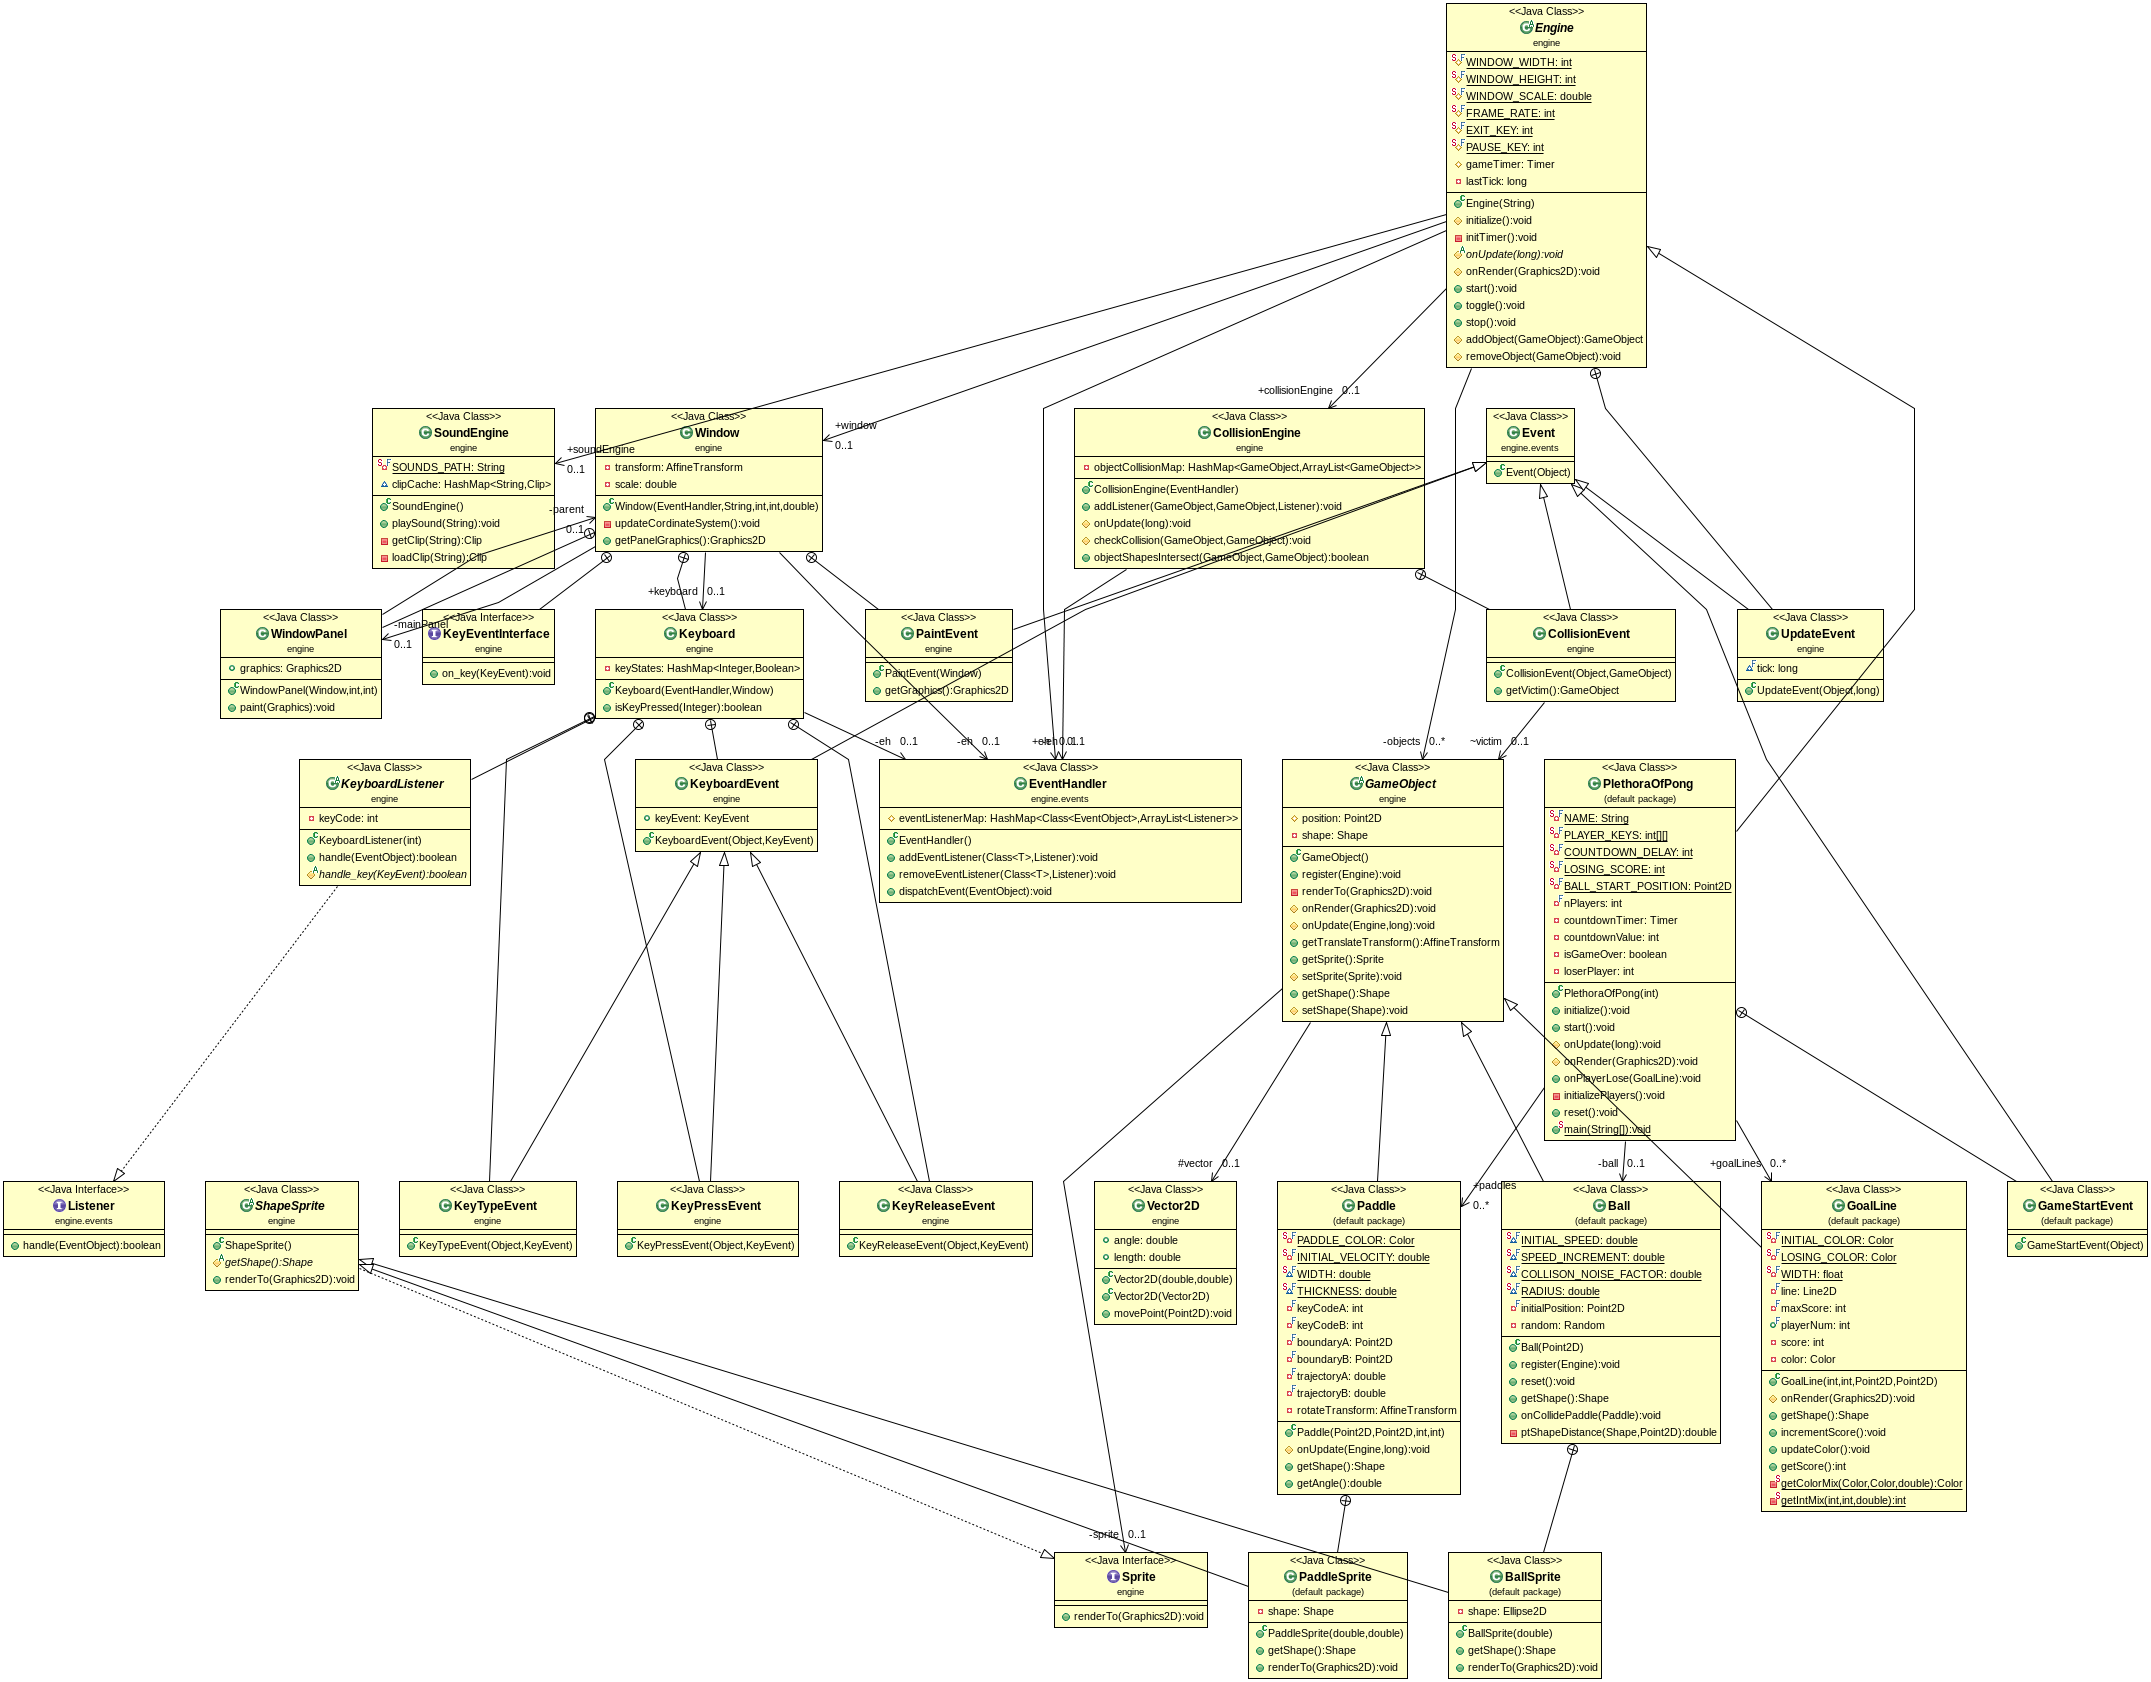 <<Java Class>>
Engine
engine
WINDOW_WIDTH: int
WINDOW_HEIGHT: int
WINDOW_SCALE: double
FRAME_RATE: int
EXIT_KEY: int
PAUSE_KEY: int
gameTimer: Timer
lastTick: long
Engine(String)
initialize():void
initTimer():void
onUpdate(long):void
onRender(Graphics2D):void
start():void
toggle():void
stop():void
addObject(GameObject):GameObject
removeObject(GameObject):void
+collisionEngine 0..1
+window
0..1
+soundEngine
0..1
<<Java Class>>
SoundEngine
engine
SOUNDS_PATH: String
clipCache: HashMap<String,Clip>
SoundEngine()
playSound(String):void
getClip(String):Clip
loadClip(String):Clip
<<Java Class>>
Window
engine
transform: AffineTransform
scale: double
Window(EventHandler,String,int,int,double)
updateCordinateSystem():void
getPanelGraphics():Graphics2D
<<Java Class>>
CollisionEngine
engine
objectCollisionMap: HashMap<GameObject,ArrayList<GameObject>>
CollisionEngine(EventHandler)
addListener(GameObject,GameObject,Listener):void
onUpdate(long):void
checkCollision(GameObject,GameObject):void
objectShapesIntersect(GameObject,GameObject):boolean
<<Java Class>>
Event
engine.events
Event(Object)
-parent
0..1
-mainPanel
0..1
+keyboard 0..1
<<Java Class>>
WindowPanel
engine
graphics: Graphics2D
WindowPanel(Window,int,int)
paint(Graphics):void
<<Java Interface>>
KeyEventInterface
engine
on_key(KeyEvent):void
<<Java Class>>
Keyboard
engine
keyStates: HashMap<Integer,Boolean>
Keyboard(EventHandler,Window)
isKeyPressed(Integer):boolean
<<Java Class>>
PaintEvent
engine
PaintEvent(Window)
getGraphics():Graphics2D
<<Java Class>>
CollisionEvent
engine
CollisionEvent(Object,GameObject)
getVictim():GameObject
<<Java Class>>
UpdateEvent
engine
tick: long
UpdateEvent(Object,long)
-eh 0..1
-eh 0..1
-objects 0..*
~victim 0..1
<<Java Class>>
KeyboardListener
engine
keyCode: int
KeyboardListener(int)
handle(EventObject):boolean
handle_key(KeyEvent):boolean
<<Java Class>>
KeyboardEvent
engine
keyEvent: KeyEvent
KeyboardEvent(Object,KeyEvent)
<<Java Class>>
EventHandler
engine.events
eventListenerMap: HashMap<Class<EventObject>,ArrayList<Listener>>
EventHandler()
addEventListener(Class<T>,Listener):void
removeEventListener(Class<T>,Listener):void
dispatchEvent(EventObject):void
<<Java Class>>
GameObject
engine
position: Point2D
shape: Shape
GameObject()
register(Engine):void
renderTo(Graphics2D):void
onRender(Graphics2D):void
onUpdate(Engine,long):void
getTranslateTransform():AffineTransform
getSprite():Sprite
setSprite(Sprite):void
getShape():Shape
setShape(Shape):void
<<Java Class>>
PlethoraOfPong
(default package)
NAME: String
PLAYER_KEYS: int[][]
COUNTDOWN_DELAY: int
LOSING_SCORE: int
BALL_START_POSITION: Point2D
nPlayers: int
countdownTimer: Timer
countdownValue: int
isGameOver: boolean
loserPlayer: int
PlethoraOfPong(int)
initialize():void
start():void
onUpdate(long):void
onRender(Graphics2D):void
onPlayerLose(GoalLine):void
initializePlayers():void
reset():void
main(String[]):void
#vector 0..1
-ball 0..1
+goalLines 0..*
+paddles
0..*
<<Java Interface>>
Listener
engine.events
handle(EventObject):boolean
<<Java Class>>
ShapeSprite
engine
ShapeSprite()
getShape():Shape
renderTo(Graphics2D):void
<<Java Class>>
KeyTypeEvent
engine
KeyTypeEvent(Object,KeyEvent)
<<Java Class>>
KeyPressEvent
engine
KeyPressEvent(Object,KeyEvent)
<<Java Class>>
KeyReleaseEvent
engine
KeyReleaseEvent(Object,KeyEvent)
<<Java Class>>
Vector2D
engine
angle: double
length: double
Vector2D(double,double)
Vector2D(Vector2D)
movePoint(Point2D):void
<<Java Class>>
Paddle
(default package)
PADDLE_COLOR: Color
INITIAL_VELOCITY: double
WIDTH: double
THICKNESS: double
keyCodeA: int
keyCodeB: int
boundaryA: Point2D
boundaryB: Point2D
trajectoryA: double
trajectoryB: double
rotateTransform: AffineTransform
Paddle(Point2D,Point2D,int,int)
onUpdate(Engine,long):void
getShape():Shape
getAngle():double
<<Java Class>>
Ball
(default package)
INITIAL_SPEED: double
SPEED_INCREMENT: double
COLLISON_NOISE_FACTOR: double
RADIUS: double
initialPosition: Point2D
random: Random
Ball(Point2D)
register(Engine):void
reset():void
getShape():Shape
onCollidePaddle(Paddle):void
ptShapeDistance(Shape,Point2D):double
<<Java Class>>
GoalLine
(default package)
INITIAL_COLOR: Color
LOSING_COLOR: Color
WIDTH: float
line: Line2D
maxScore: int
playerNum: int
score: int
color: Color
GoalLine(int,int,Point2D,Point2D)
onRender(Graphics2D):void
getShape():Shape
incrementScore():void
updateColor():void
getScore():int
getColorMix(Color,Color,double):Color
getIntMix(int,int,double):int
<<Java Class>>
GameStartEvent
(default package)
GameStartEvent(Object)
-sprite 0..1
<<Java Interface>>
Sprite
engine
renderTo(Graphics2D):void
<<Java Class>>
PaddleSprite
(default package)
shape: Shape
PaddleSprite(double,double)
getShape():Shape
renderTo(Graphics2D):void
<<Java Class>>
BallSprite
(default package)
shape: Ellipse2D
BallSprite(double)
getShape():Shape
renderTo(Graphics2D):void